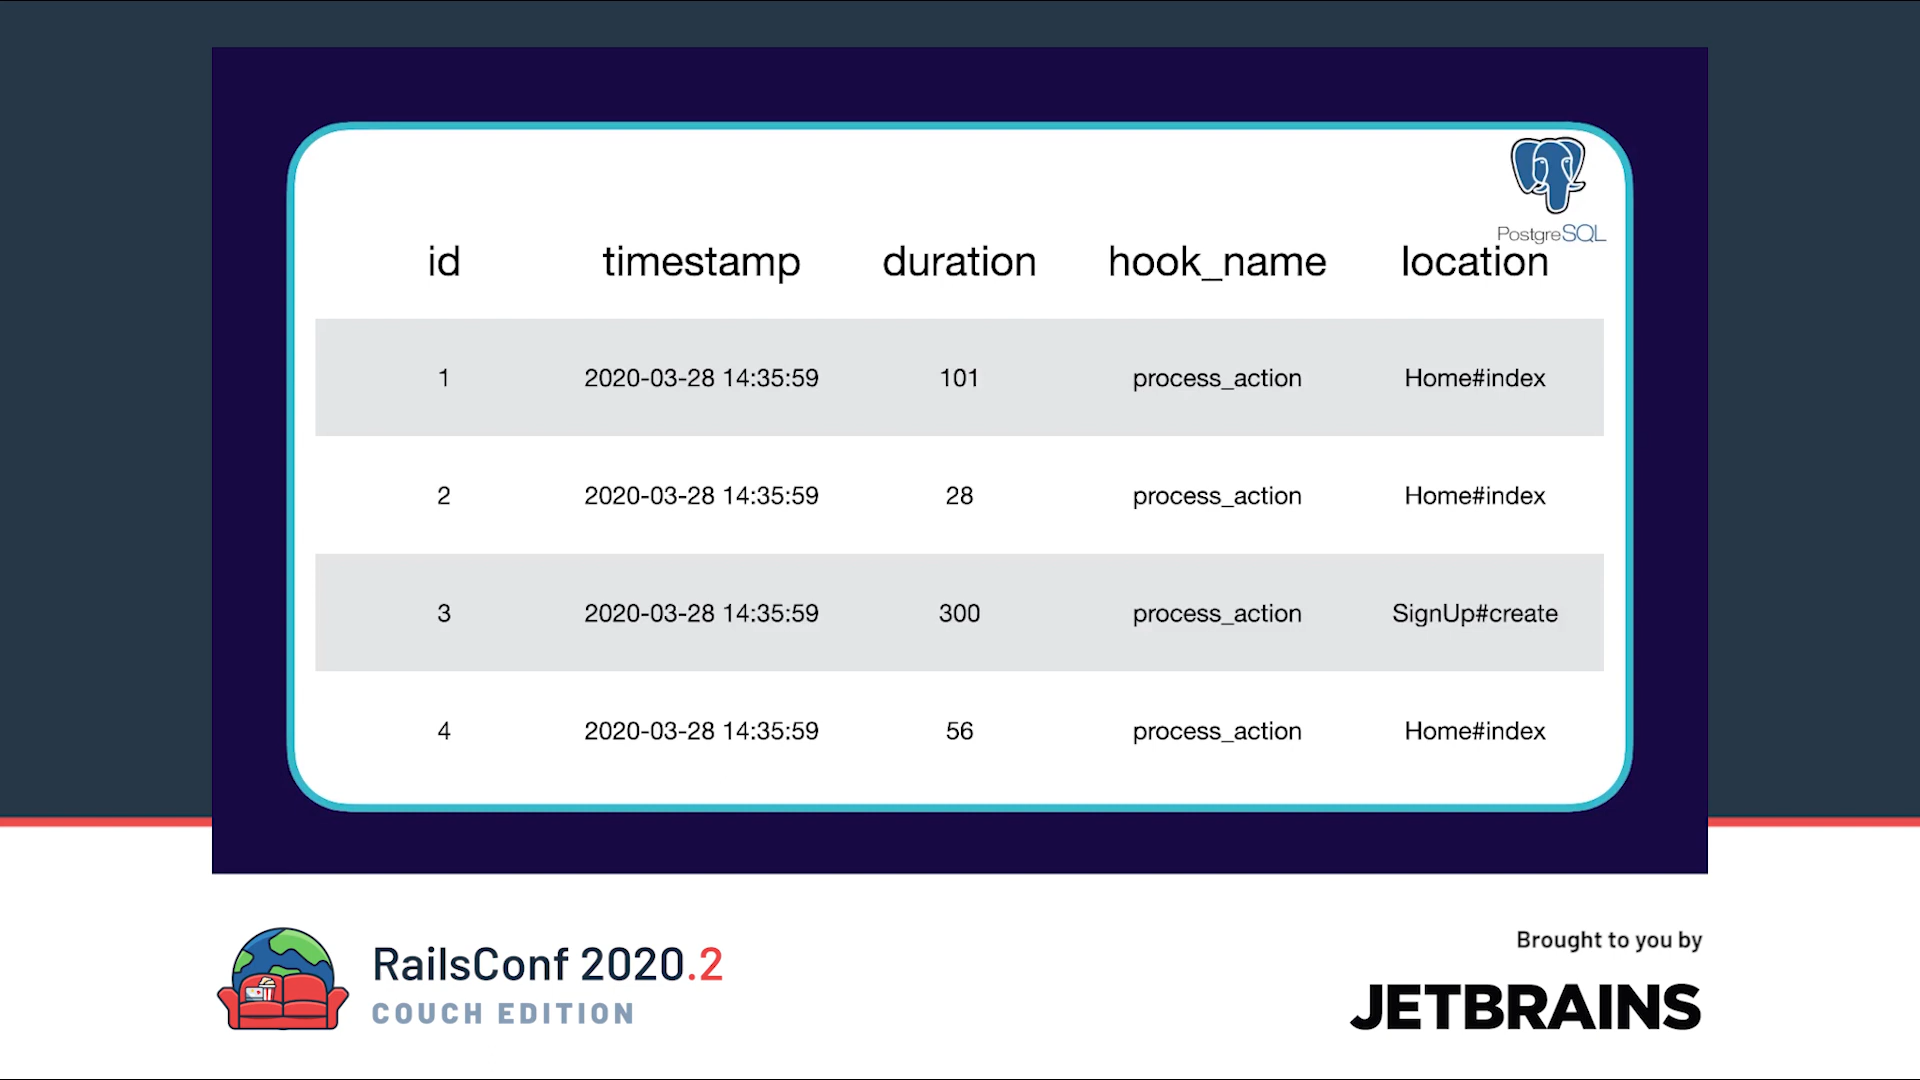 PostgreSQL
id timestamp duration hook_name location
1 2020-03-28 14:35:59 101 process_action Home#index
2 2020-03-28 14:35:59 28 process_action Home#index
3 2020-03-28 14:35:59 300 process_action SignUp#create
4 2020-03-28 14:35:59 56 process_action Home#index
RailsConf 2020.2
COUCH EDITION
Brought to you by
JETBRAINS